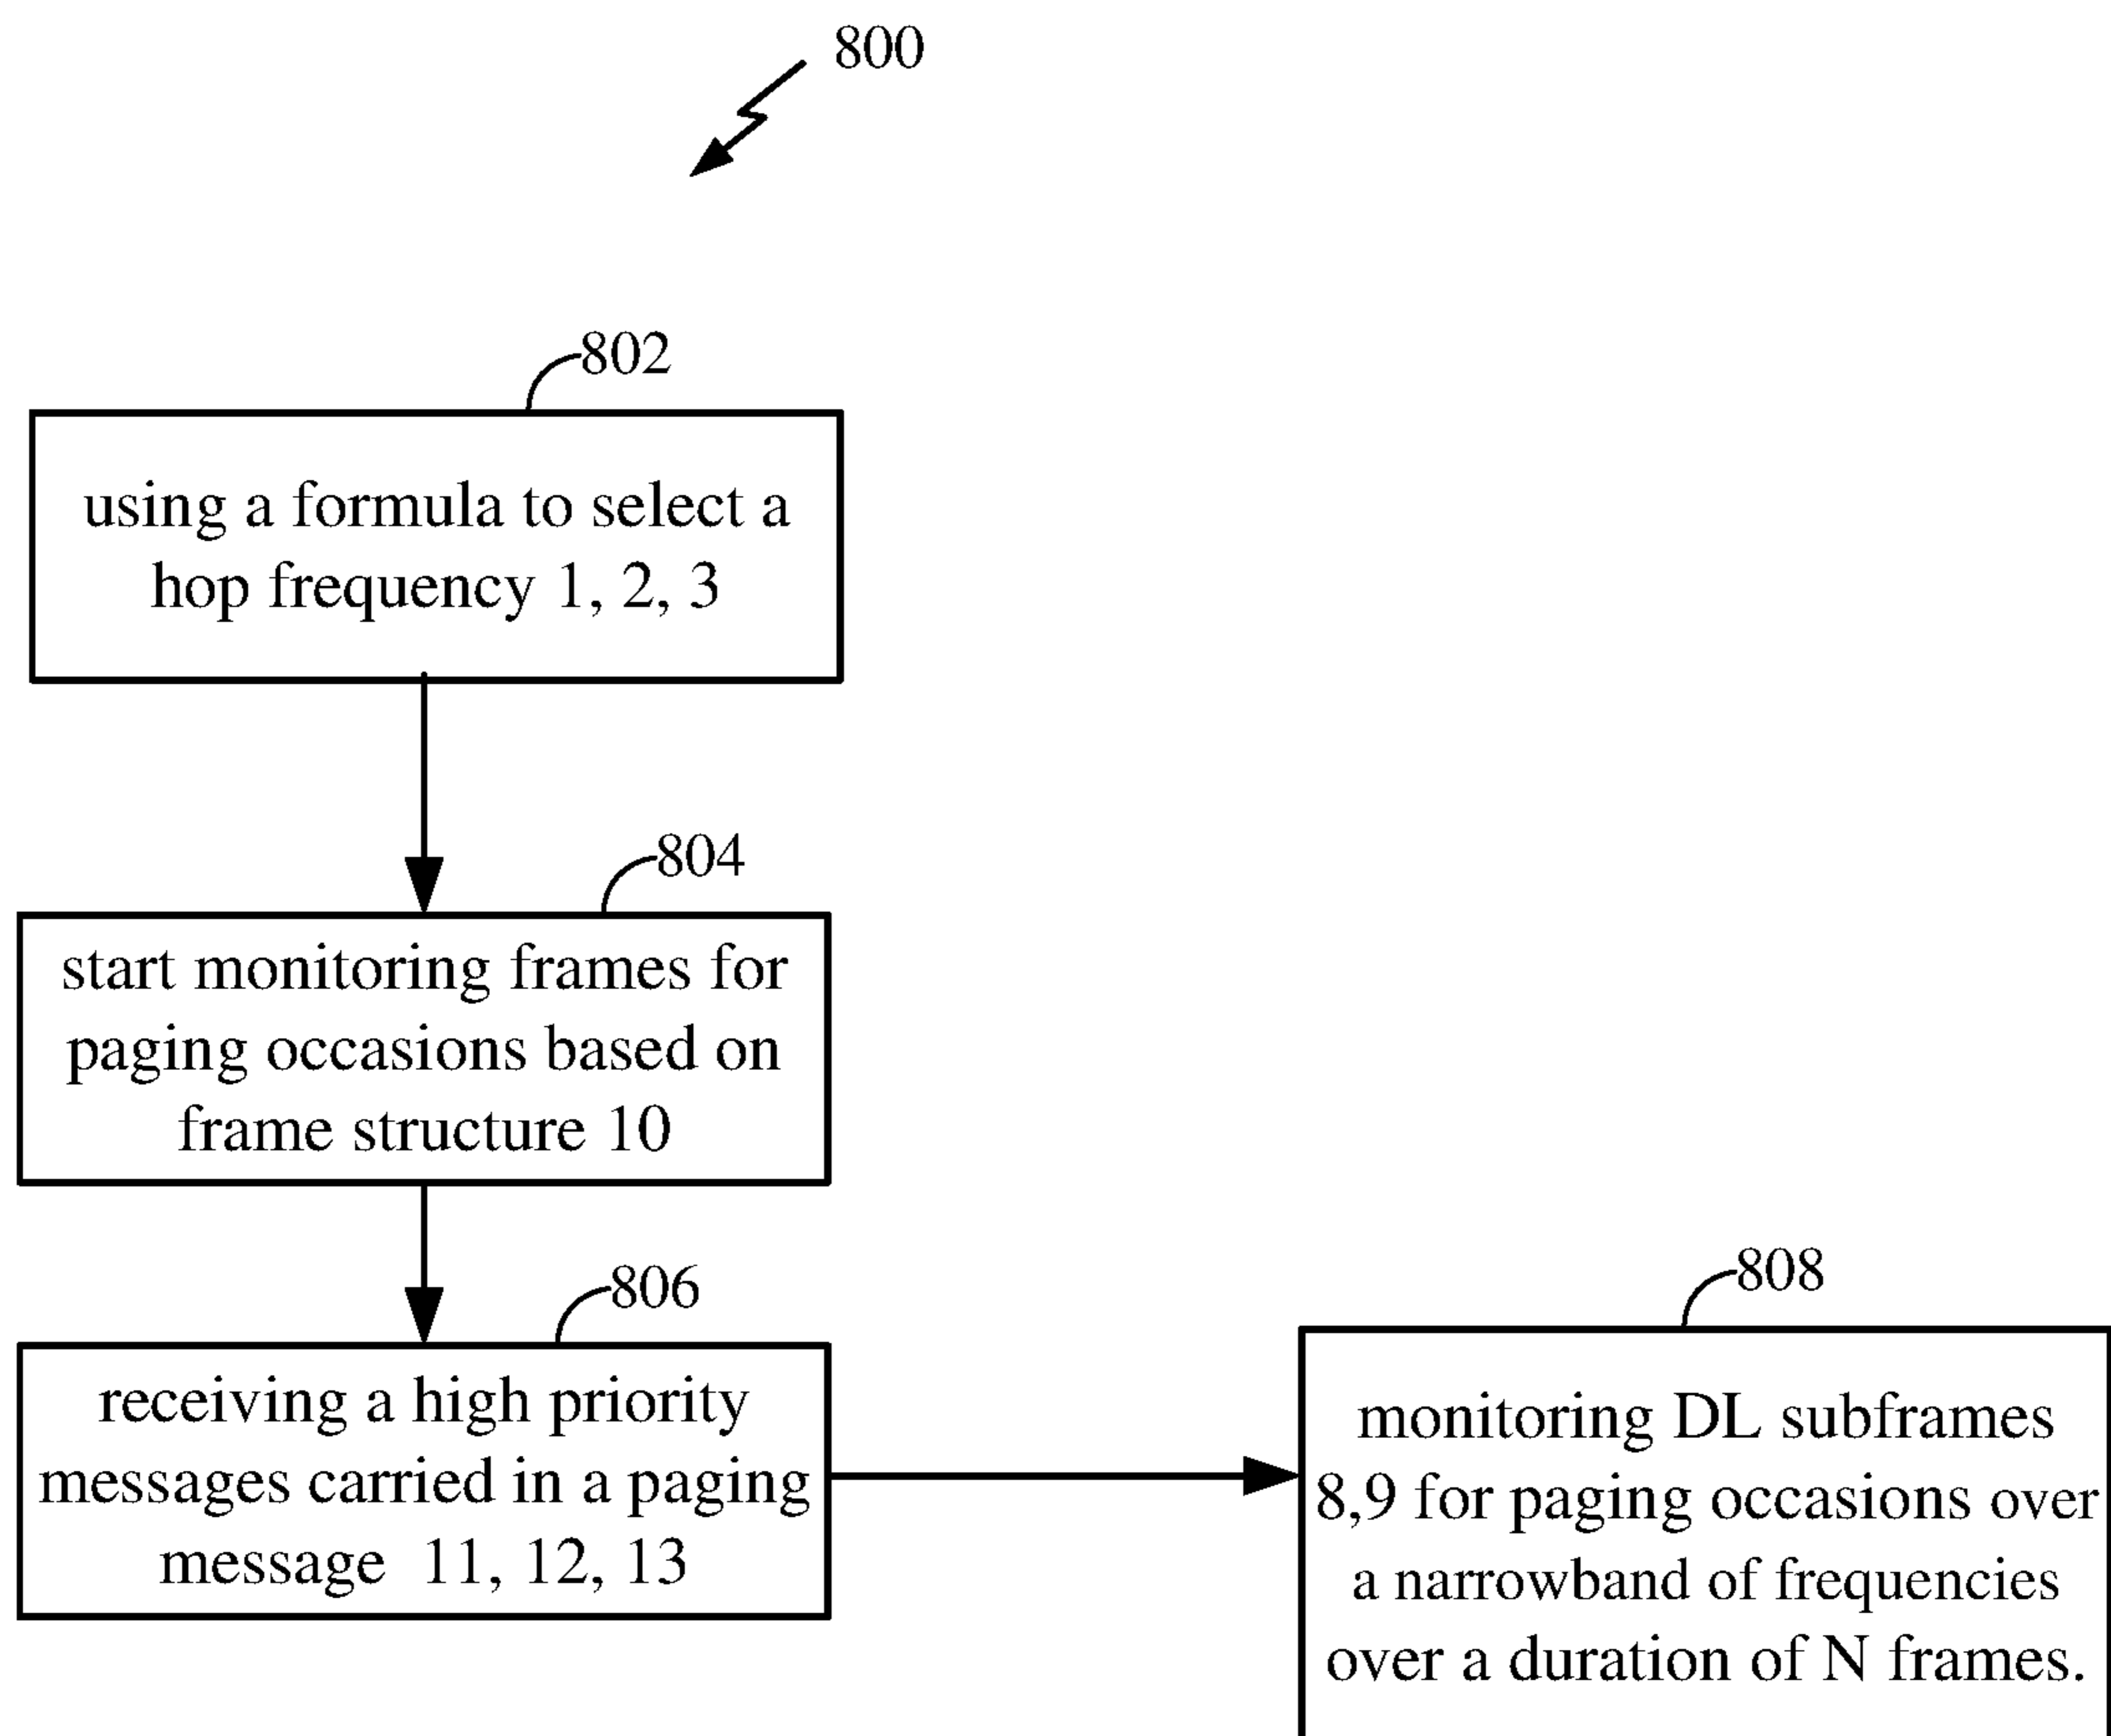 800
802
using a formula to select a
hop frequency 1, 2, 3
804
start monitoring frames for
paging occasions based on
frame structure 10
806
receiving a high priority
messages carried in a paging
message 11, 12, 13
808
monitoring DL subframes
8,9 for paging occasions over
a narrowband of frequencies
over a duration of N frames.